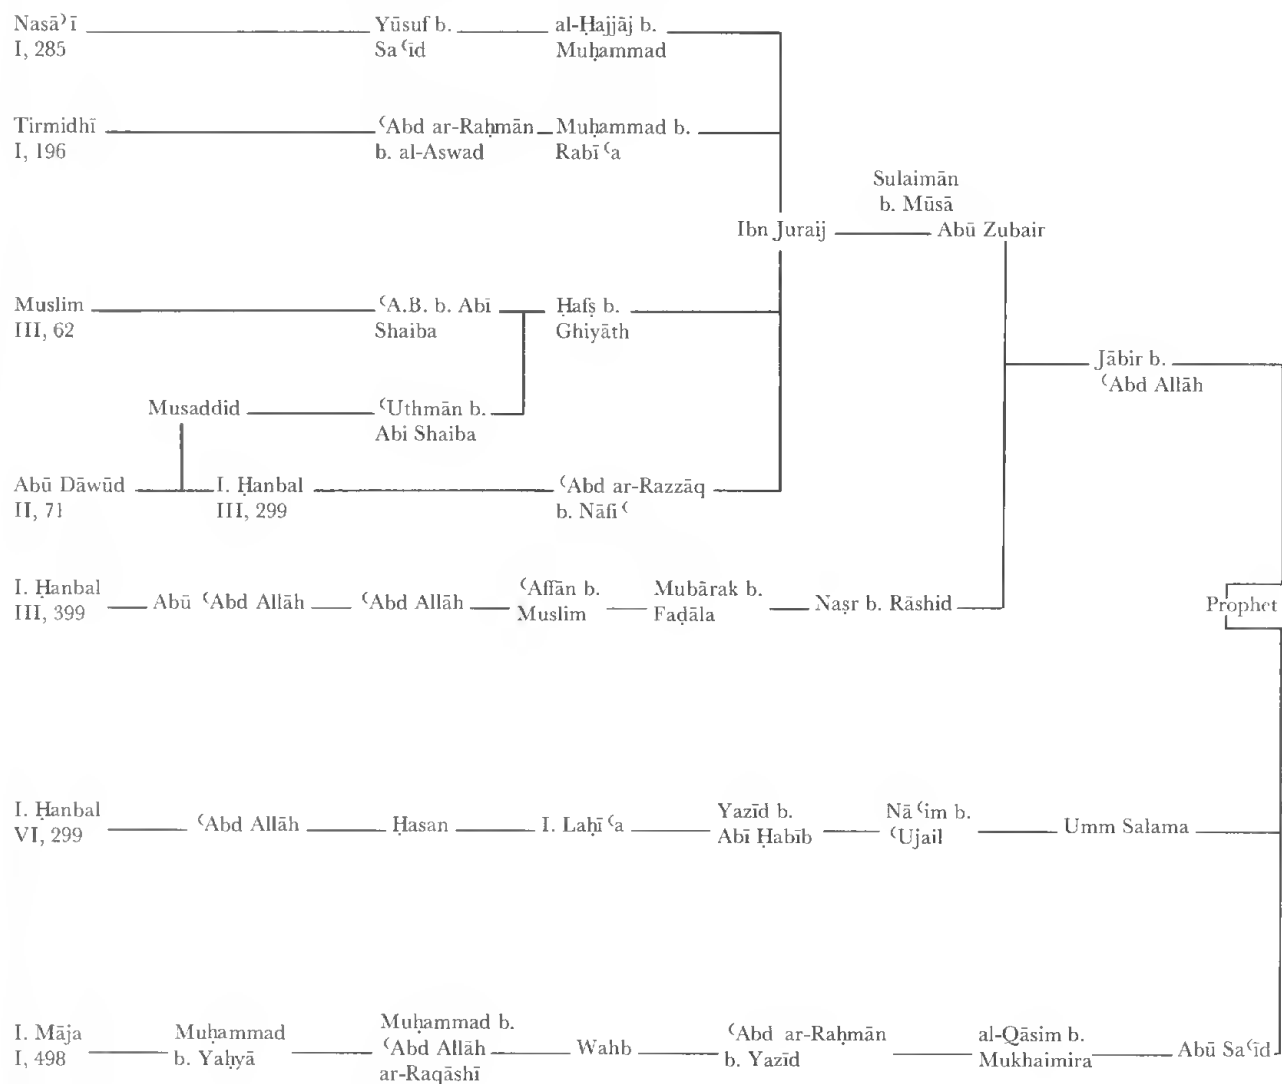 Nasāʾī Yūsuf b. al-Ḥajjāj b.
I, 285 Saʿīd Muḥammad
Tirmidhī ʿAbd ar-Raḥmān Muḥammad b.
I, 196 b. al-Aswad Rabīʿa
Sulaimān
b. Mūsā
Ibn Juraij Abū Zubair
Muslim ʿA.B. b. Abī Ḥafṣ b.
III, 62 Shaiba Ghiyāth
Jābir b.
ʿAbd Allāh
Musaddid ʿUthmān b.
Abi Shaiba
Abū Dāwūd I. Ḥanbal ʿAbd ar-Razzāq
II, 71 III, 299 b. Nāfiʿ
I. Ḥanbal ʿAffān b. Mubārak b.
III, 399 Abū ʿAbd Allāh ʿAbd Allāh Muslim Faḍāla Naṣr b. Rāshid Prophet
I. Ḥanbal Yazīd b. Nāʿim b.
VI, 299 ʿAbd Allāh Ḥasan I. Lahīʿa Abī Ḥabīb ʿUjail Umm Salama
I. Māja Muḥammad Muḥammad b. ʿAbd ar-Raḥmān al-Qāsim b.
I, 498 b. Yaḥyā ʿAbd Allāh Wahb b. Yazīd Mukhaimira Abū Saʿīd
ar-Raqāshī